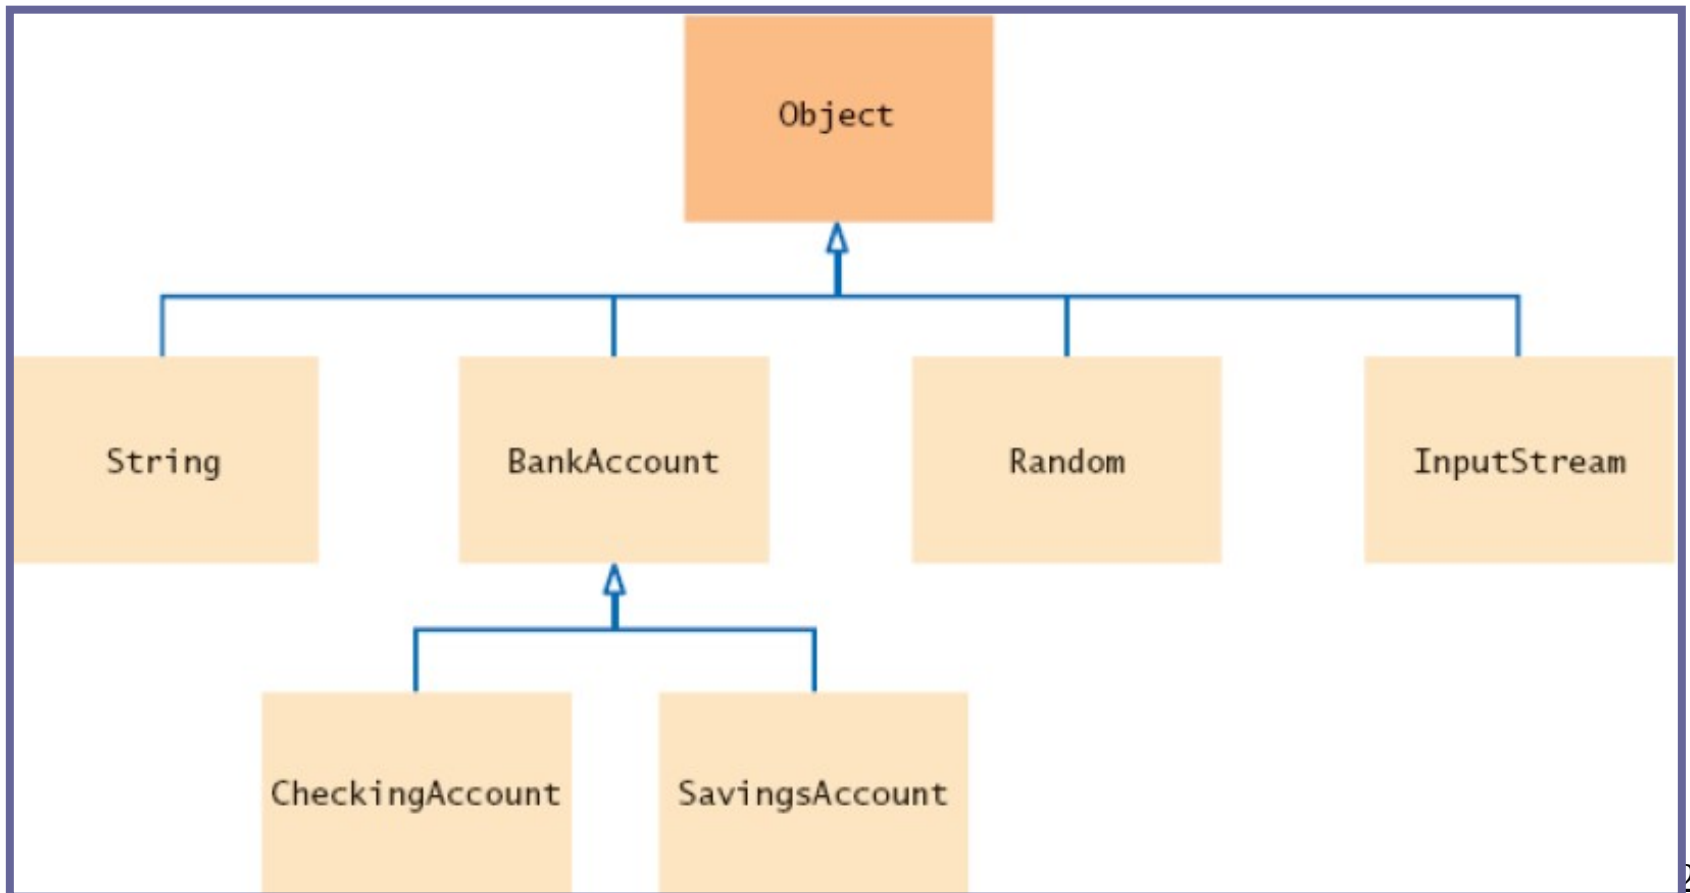 Object
String
BankAccount
Random
InputStream
CheckingAccount
SavingsAccount